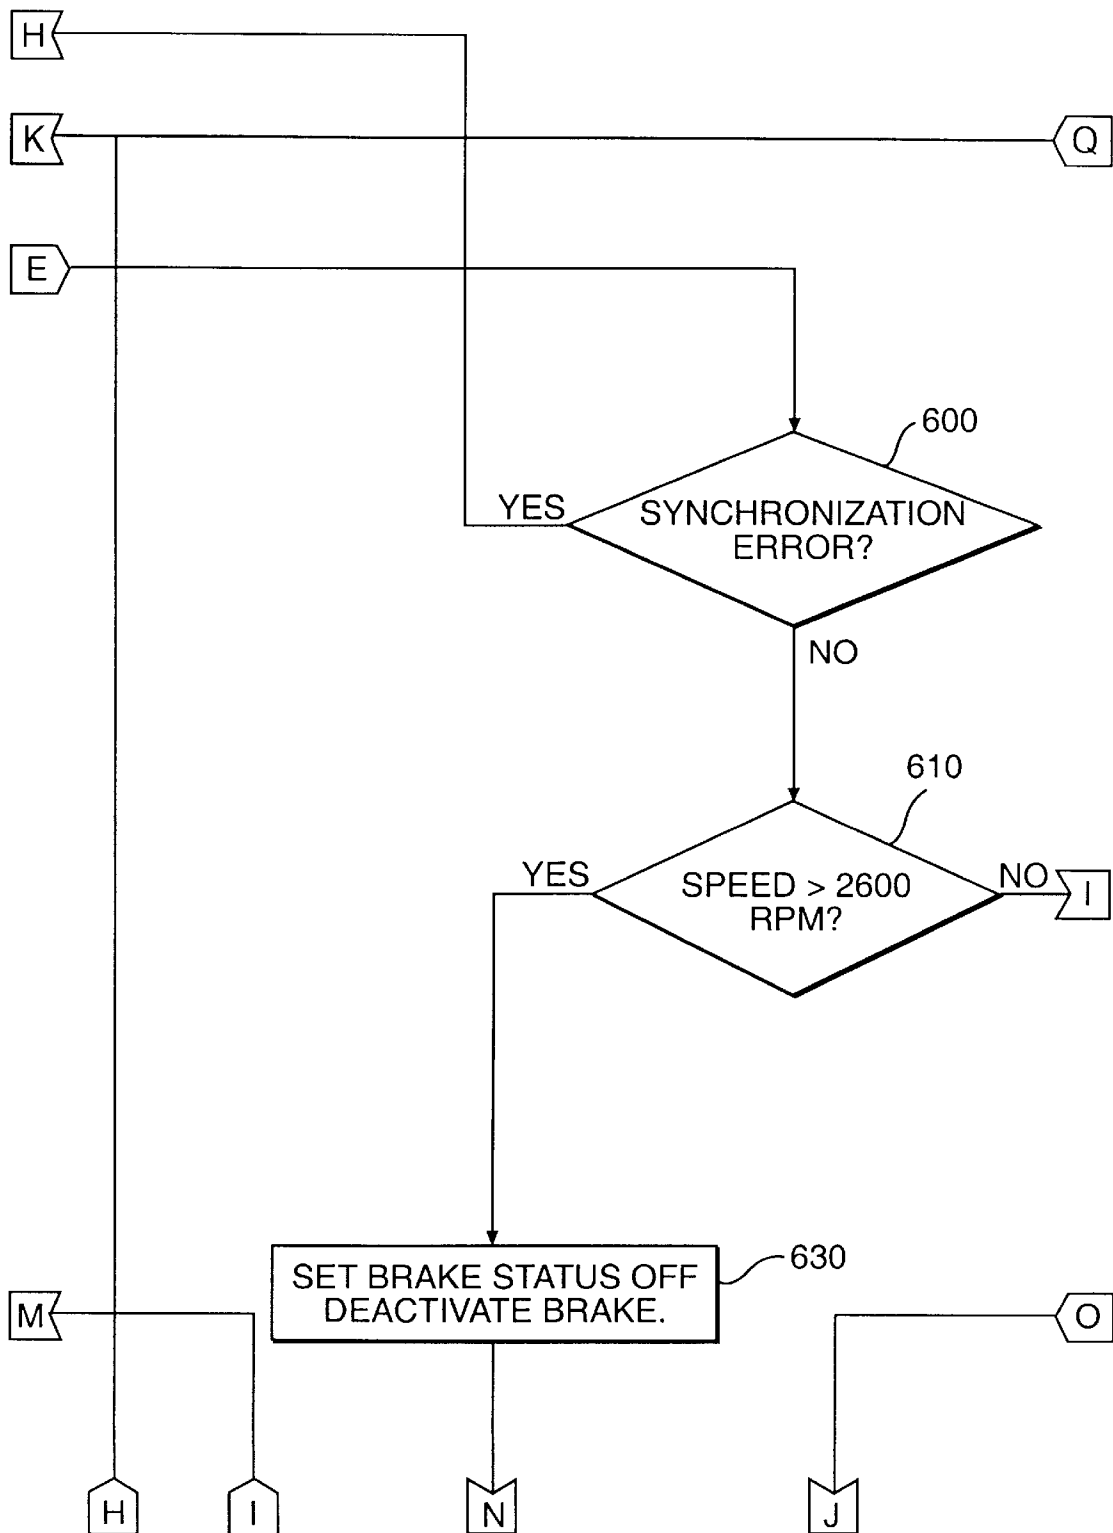 H
K
Q
E
600
YES
SYNCHRONIZATION
ERROR?
NO
610
YES
SPEED > 2600
RPM?
NO
I
SET BRAKE STATUS OFF
DEACTIVATE BRAKE.
630
M
O
H
I
N
J